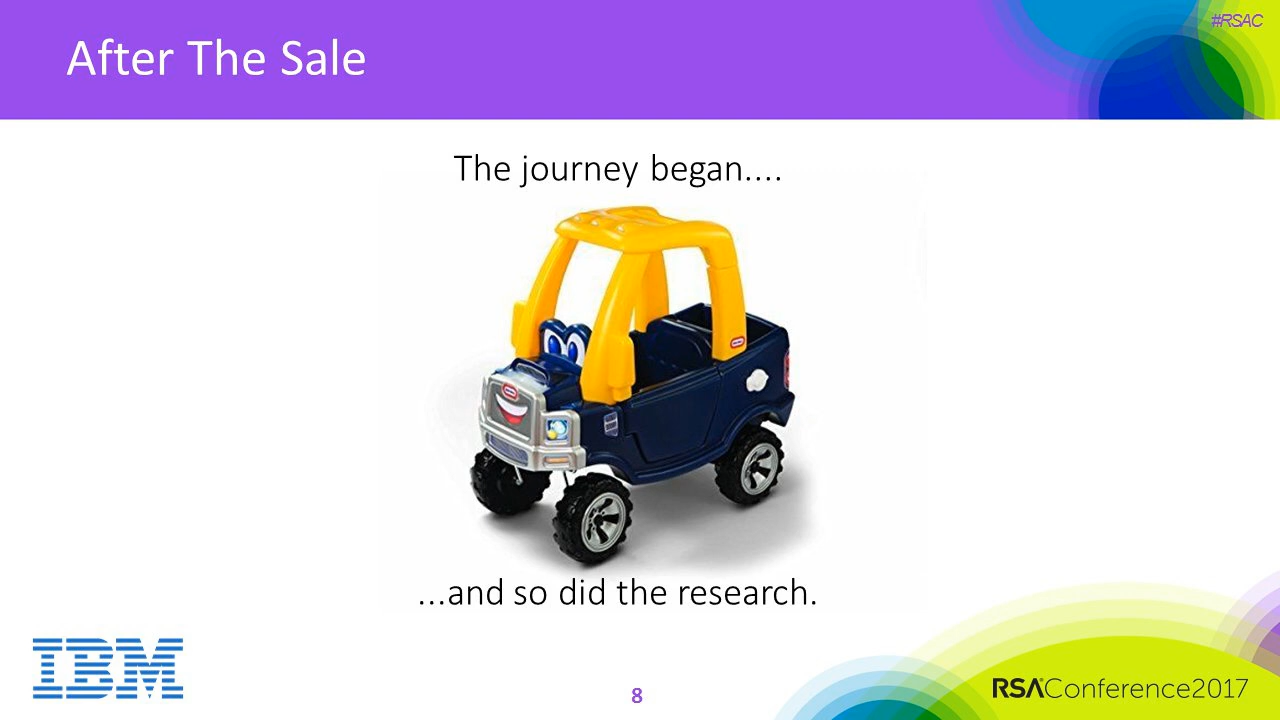 #RSAC
After The Sale
The journey began....
...and so did the research.
IBM
8
RSAConference2017